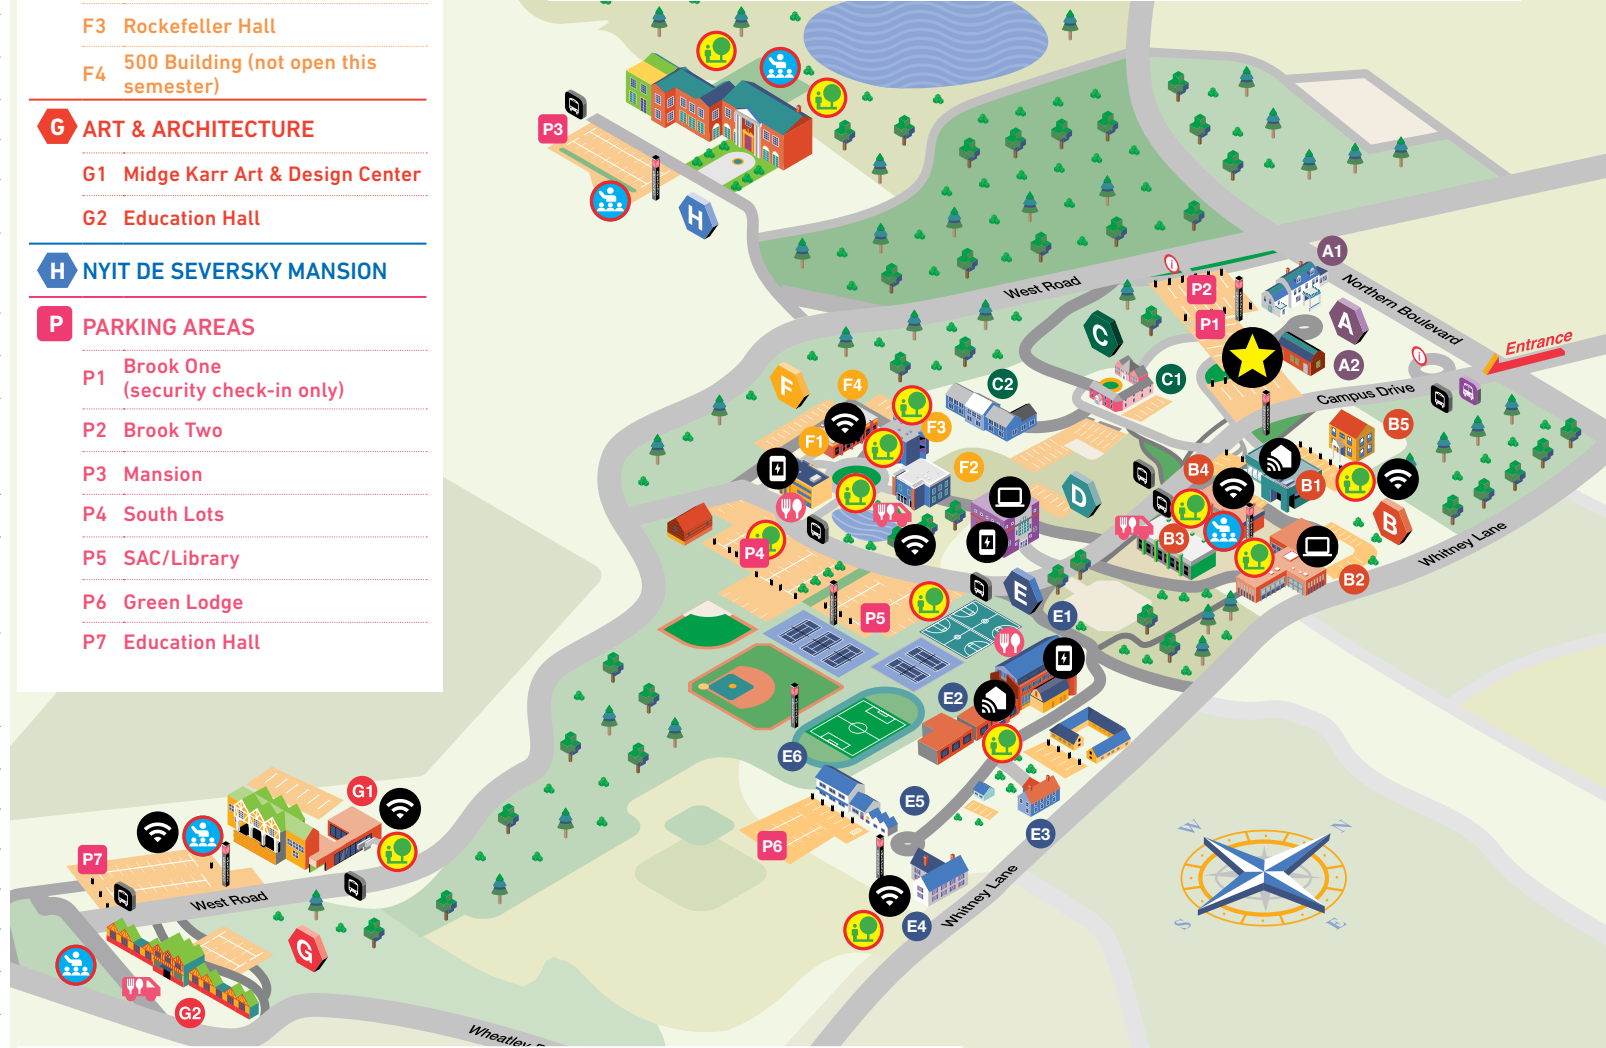 F3 Rockefeller Hall
F4 500 Building (not open this
semester)
G ART & ARCHITECTURE
G1 Midge Karr Art & Design Center
G2 Education Hall
H NYIT DE SEVERSKY MANSION
P PARKING AREAS
P1 Brook One
(security check-in only)
P2 Brook Two
P3 Mansion
P4 South Lots
P5 SAC/Library
P6 Green Lodge
P7 Education Hall
P3
H
A1
West Road
P2
Northern Boulevard
P1
A
C
Entrance
A2
C1
C2
Campus Drive
F
F4
F3
F1
B5
F2
B4
B1
D
B
B3
P4
Whitney Lane
B2
E
E1
P5
E2
E6
G1
E5
E3
P6
P7
W
N
S
E
West Road
Whitney Lane
E4
G
G2
Wheatley